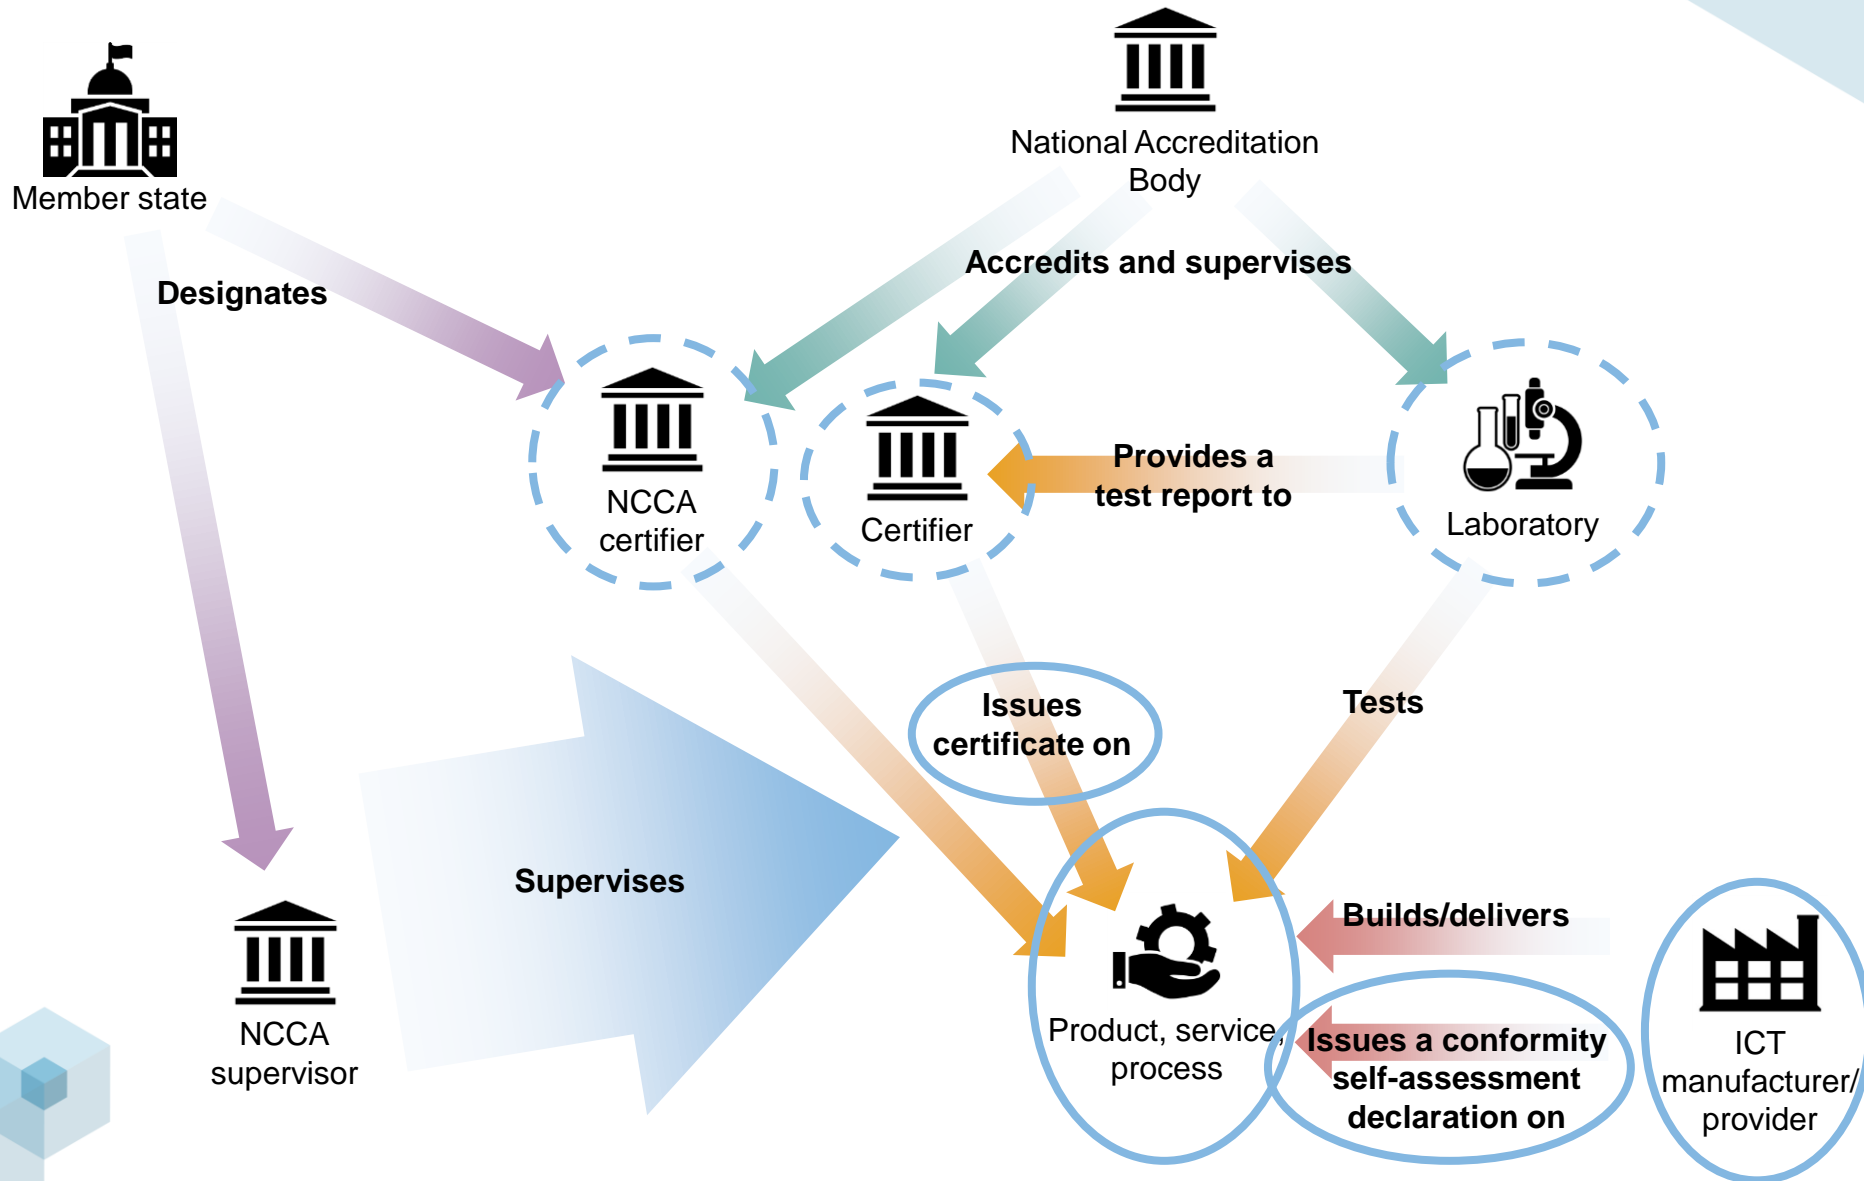 National Accreditation
Body
Member state
Accredits and supervises
Designates
Provides a
test report to
NCCA
certifier
Certifier
Laboratory
Issues
certificate on
Tests
Supervises
Builds/delivers
NCCA
supervisor
Product, service,
process
Issues a conformity
self-assessment
declaration on
ICT
manufacturer/
provider